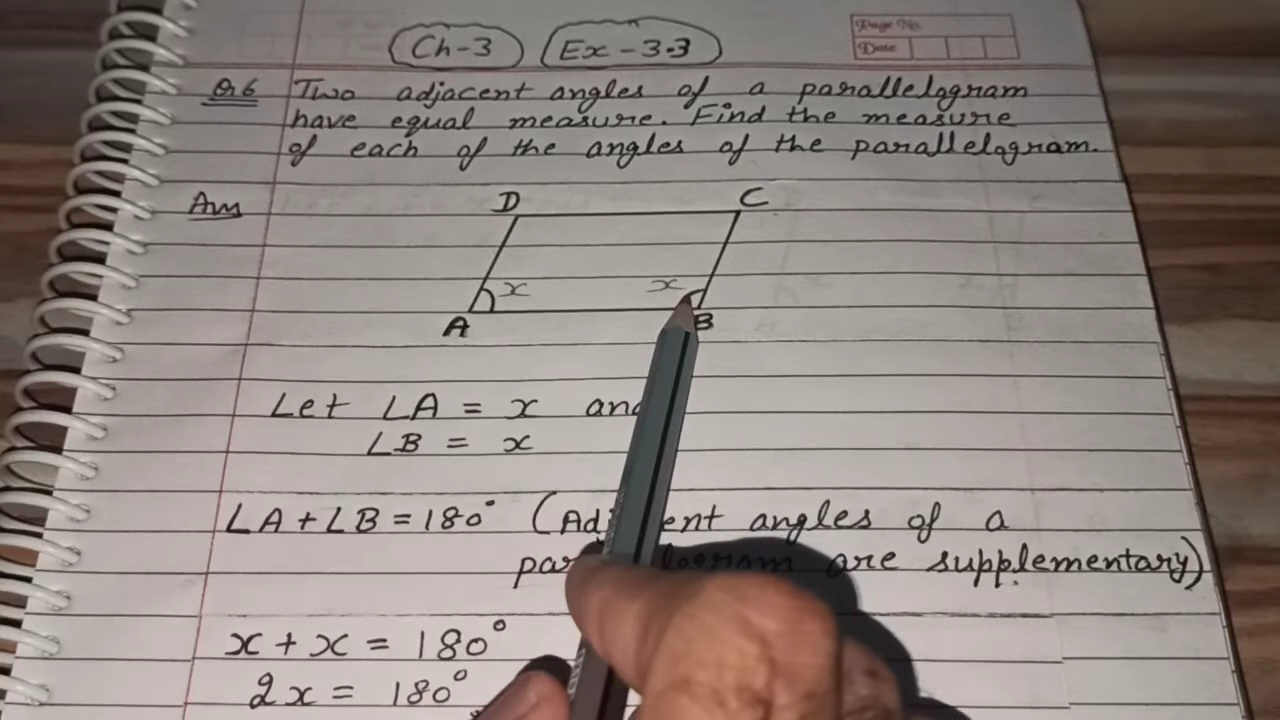 Ch-3 Ex-3.3
Page No.
Date
Q.6 Two adjacent angles of a parallelogram
have equal measure. Find the measure
of each of the angles of the parallelogram.
Ans
D C
x x
A B
Let ∠A = x
∠B = x
∠A + ∠B = 180° ( angles of a
are supplementary)
x + x = 180°
2x = 180°